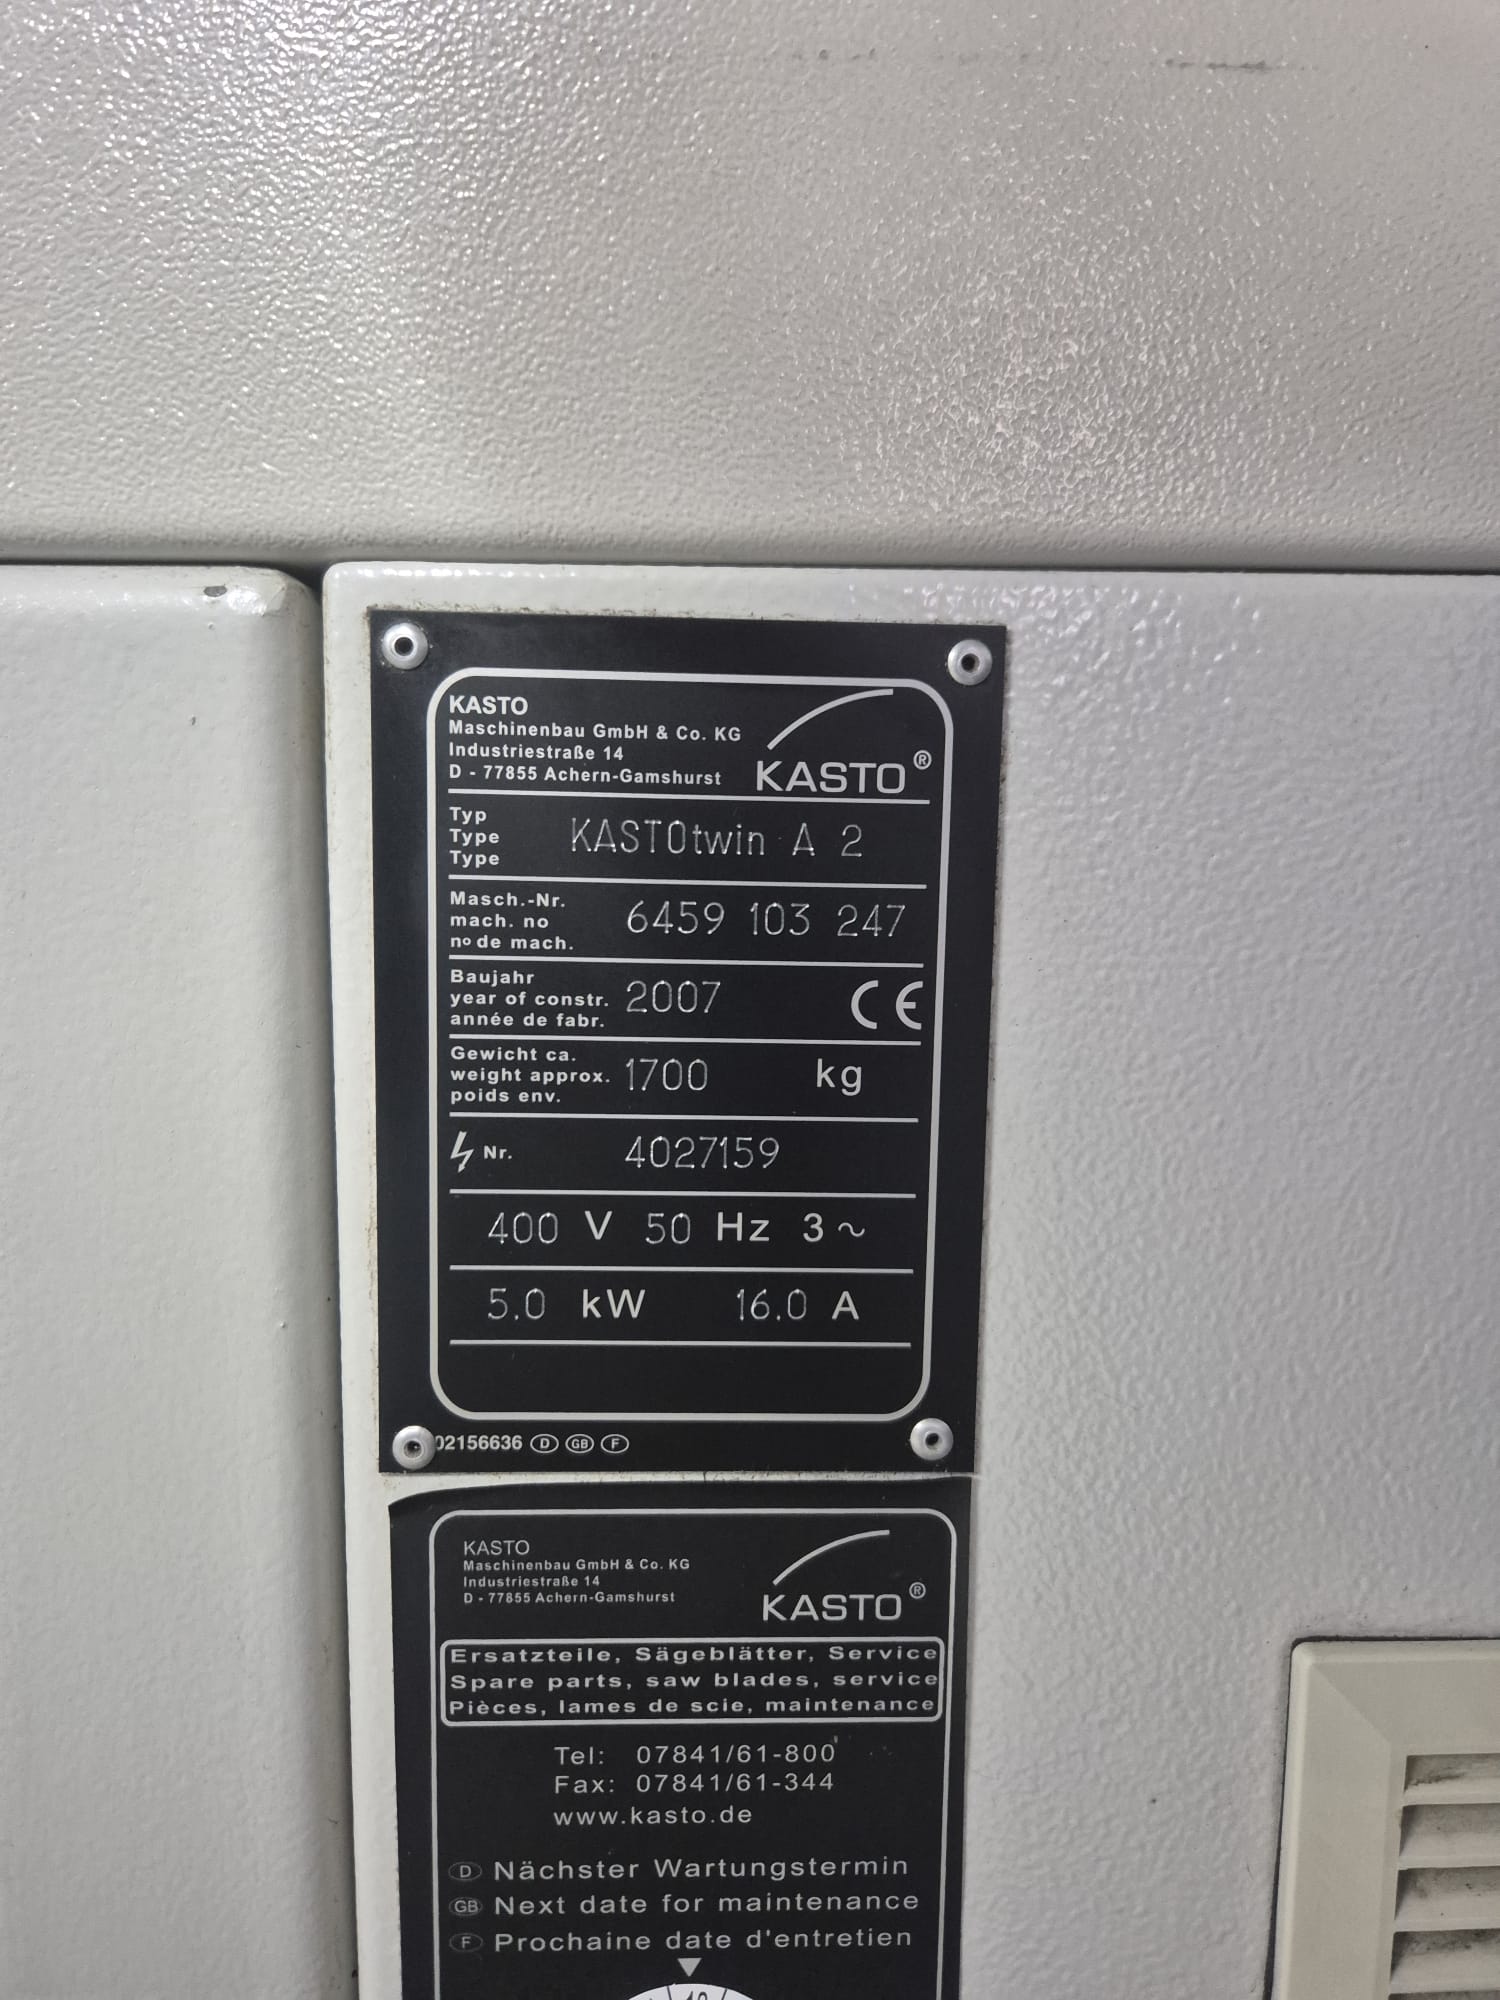 KASTO
Maschinenbau GmbH & Co. KG
Industriestraße 14
D - 77855 Achern-Gamshurst
KASTO®
Typ
Type
Type
KASTOtwin A 2
Masch.-Nr.
mach. no
nº de mach.
6459 103 247
Baujahr
year of constr.
année de fabr.
2007
CE
Gewicht ca.
weight approx.
poids env.
1700 kg
Nr. 4027159
400 V 50 Hz 3~
5.0 kW 16.0 A
02156636 D GB F
KASTO
Maschinenbau GmbH & Co. KG
Industriestraße 14
D - 77855 Achern-Gamshurst
KASTO®
Ersatzteile, Sägeblätter, Service
Spare parts, saw blades, service
Pièces, lames de scie, maintenance
Tel: 07841/61-800
Fax: 07841/61-344
www.kasto.de
D Nächster Wartungstermin
GB Next date for maintenance
F Prochaine date d'entretien